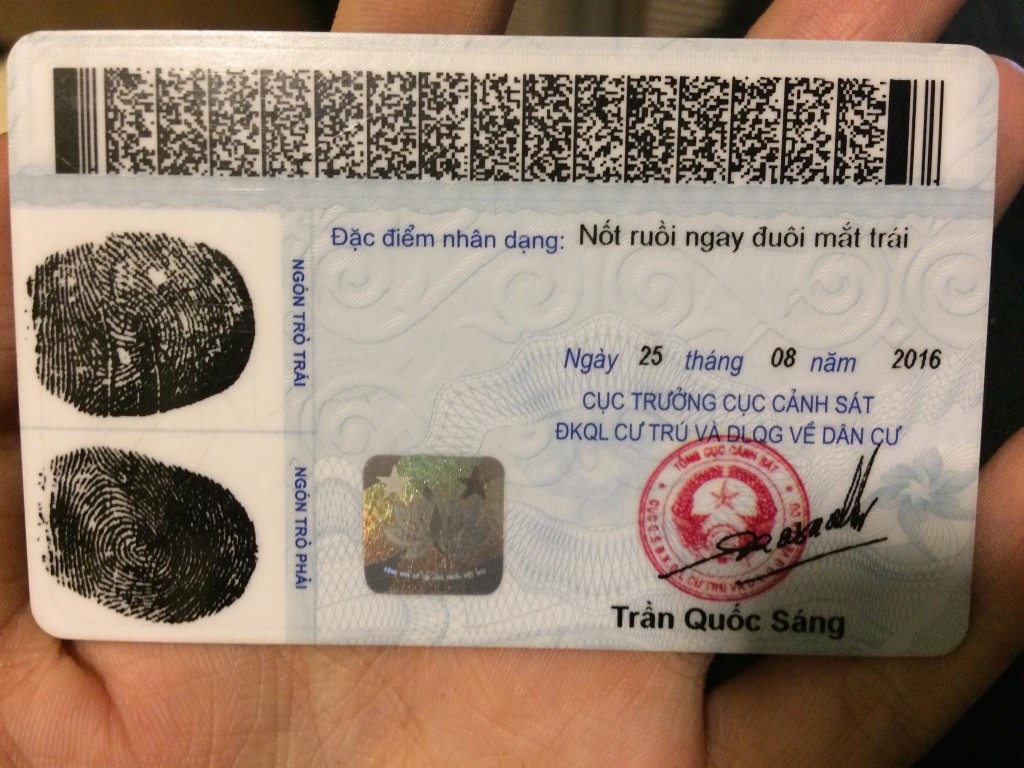 Đặc điểm nhân dạng: Nốt ruồi ngay đuôi mắt trái
NGÓN TRỎ TRÁI
Ngày 25 tháng 08 năm 2016
CỤC TRƯỞNG CỤC CẢNH SÁT
ĐKQL CƯ TRÚ VÀ DLQG VỀ DÂN CƯ
NGÓN TRỎ PHẢI
TỔNG CỤC CẢNH SÁT
Trần Quốc Sáng